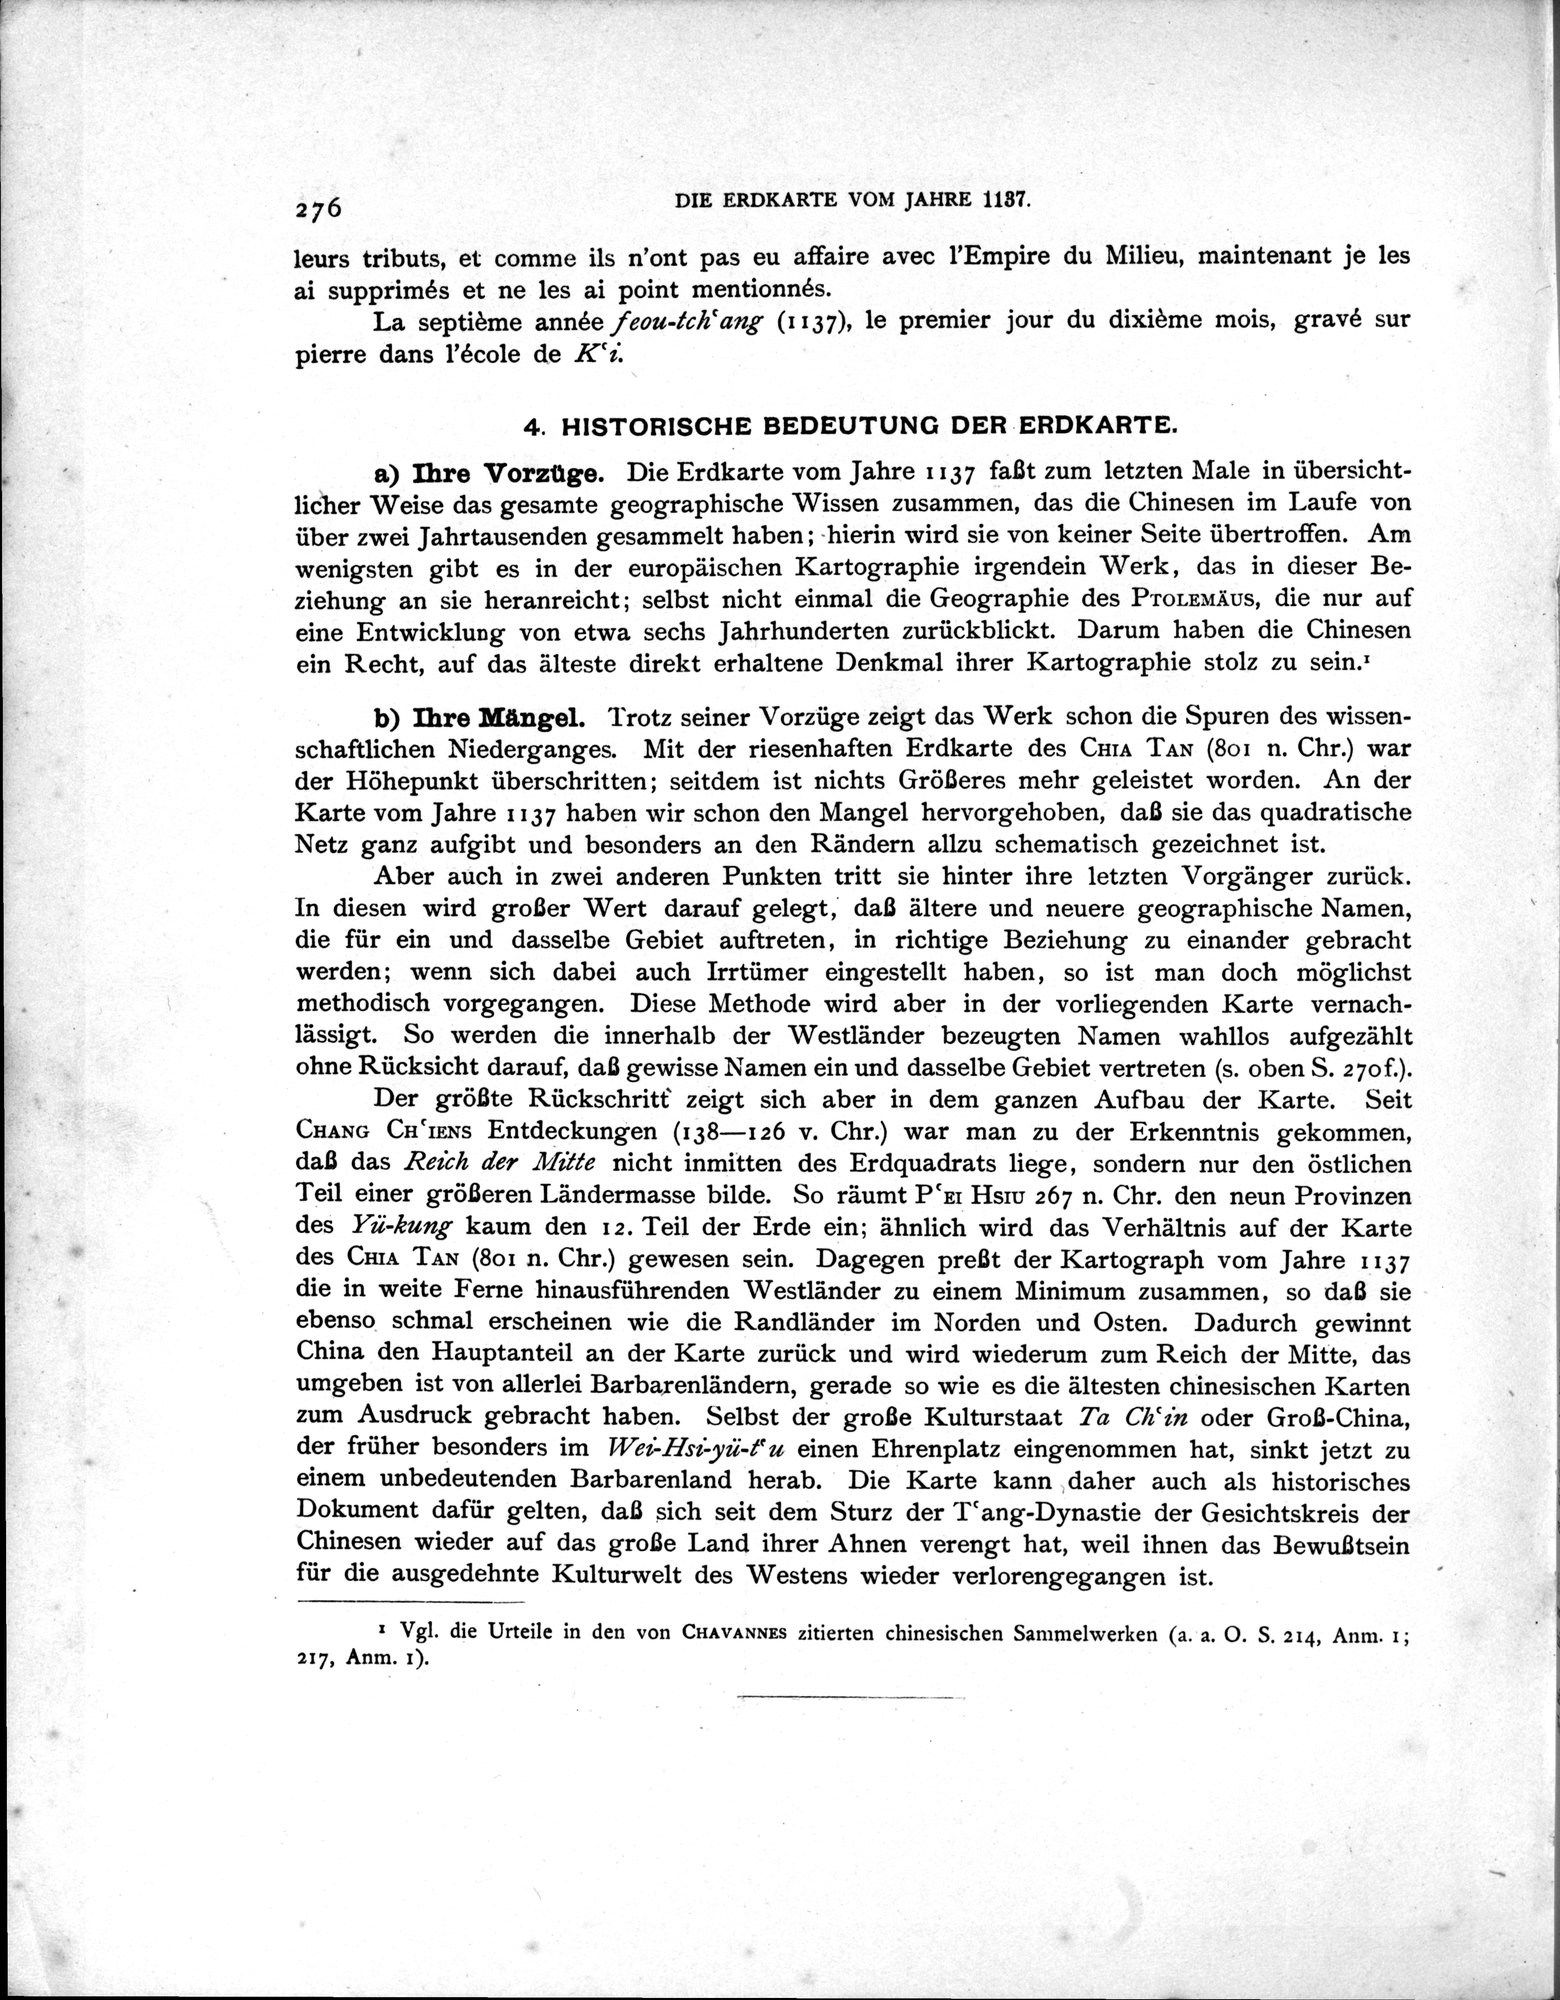 276
DIE ERDKARTE VOM JAHRE 1137.
leurs tributs, et comme ils n'ont pas eu affaire avec l'Empire du Milieu, maintenant je les
ai supprimés et ne les ai point mentionnés.
La septième année feou-tchʿang (1137), le premier jour du dixième mois, gravé sur
pierre dans l'école de Kʿi.
4. HISTORISCHE BEDEUTUNG DER ERDKARTE.
a) Ihre Vorzüge. Die Erdkarte vom Jahre 1137 faßt zum letzten Male in übersicht-
licher Weise das gesamte geographische Wissen zusammen, das die Chinesen im Laufe von
über zwei Jahrtausenden gesammelt haben; hierin wird sie von keiner Seite übertroffen. Am
wenigsten gibt es in der europäischen Kartographie irgendein Werk, das in dieser Be-
ziehung an sie heranreicht; selbst nicht einmal die Geographie des PTOLEMÄUS, die nur auf
eine Entwicklung von etwa sechs Jahrhunderten zurückblickt. Darum haben die Chinesen
ein Recht, auf das älteste direkt erhaltene Denkmal ihrer Kartographie stolz zu sein.¹
b) Ihre Mängel. Trotz seiner Vorzüge zeigt das Werk schon die Spuren des wissen-
schaftlichen Niederganges. Mit der riesenhaften Erdkarte des CHIA TAN (801 n. Chr.) war
der Höhepunkt überschritten; seitdem ist nichts Größeres mehr geleistet worden. An der
Karte vom Jahre 1137 haben wir schon den Mangel hervorgehoben, daß sie das quadratische
Netz ganz aufgibt und besonders an den Rändern allzu schematisch gezeichnet ist.
Aber auch in zwei anderen Punkten tritt sie hinter ihre letzten Vorgänger zurück.
In diesen wird großer Wert darauf gelegt, daß ältere und neuere geographische Namen,
die für ein und dasselbe Gebiet auftreten, in richtige Beziehung zu einander gebracht
werden; wenn sich dabei auch Irrtümer eingestellt haben, so ist man doch möglichst
methodisch vorgegangen. Diese Methode wird aber in der vorliegenden Karte vernach-
lässigt. So werden die innerhalb der Westländer bezeugten Namen wahllos aufgezählt
ohne Rücksicht darauf, daß gewisse Namen ein und dasselbe Gebiet vertreten (s. oben S. 270f.).
Der größte Rückschritt zeigt sich aber in dem ganzen Aufbau der Karte. Seit
CHANG CHʿIENS Entdeckungen (138—126 v. Chr.) war man zu der Erkenntnis gekommen,
daß das Reich der Mitte nicht inmitten des Erdquadrats liege, sondern nur den östlichen
Teil einer größeren Ländermasse bilde. So räumt PʿEI HSIU 267 n. Chr. den neun Provinzen
des Yü-kung kaum den 12. Teil der Erde ein; ähnlich wird das Verhältnis auf der Karte
des CHIA TAN (801 n. Chr.) gewesen sein. Dagegen preßt der Kartograph vom Jahre 1137
die in weite Ferne hinausführenden Westländer zu einem Minimum zusammen, so daß sie
ebenso schmal erscheinen wie die Randländer im Norden und Osten. Dadurch gewinnt
China den Hauptanteil an der Karte zurück und wird wiederum zum Reich der Mitte, das
umgeben ist von allerlei Barbarenländern, gerade so wie es die ältesten chinesischen Karten
zum Ausdruck gebracht haben. Selbst der große Kulturstaat Ta Chʿin oder Groß-China,
der früher besonders im Wei-Hsi-yü-tʿu einen Ehrenplatz eingenommen hat, sinkt jetzt zu
einem unbedeutenden Barbarenland herab. Die Karte kann daher auch als historisches
Dokument dafür gelten, daß sich seit dem Sturz der Tʿang-Dynastie der Gesichtskreis der
Chinesen wieder auf das große Land ihrer Ahnen verengt hat, weil ihnen das Bewußtsein
für die ausgedehnte Kulturwelt des Westens wieder verlorengegangen ist.
¹ Vgl. die Urteile in den von CHAVANNES zitierten chinesischen Sammelwerken (a. a. O. S. 214, Anm. 1;
217, Anm. 1).